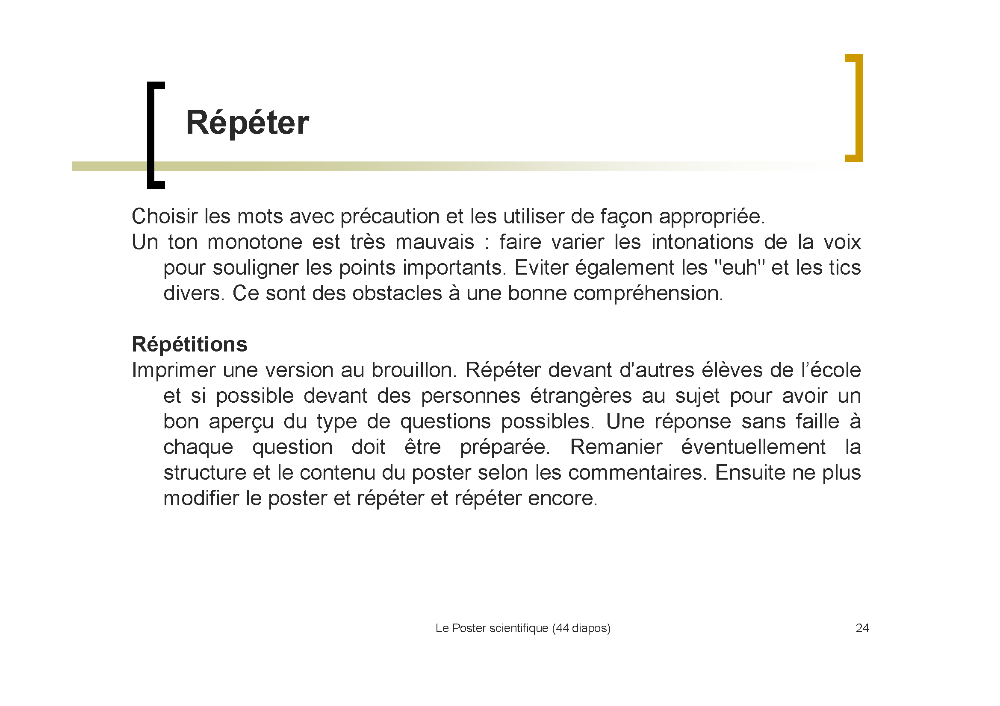 Répéter
Choisir les mots avec précaution et les utiliser de façon appropriée.
Un ton monotone est très mauvais : faire varier les intonations de la voix
pour souligner les points importants. Eviter également les "euh" et les tics
divers. Ce sont des obstacles à une bonne compréhension.
Répétitions
Imprimer une version au brouillon. Répéter devant d'autres élèves de l’école
et si possible devant des personnes étrangères au sujet pour avoir un
bon aperçu du type de questions possibles. Une réponse sans faille à
chaque question doit être préparée. Remanier éventuellement la
structure et le contenu du poster selon les commentaires. Ensuite ne plus
modifier le poster et répéter et répéter encore.
Le Poster scientifique (44 diapos)
24